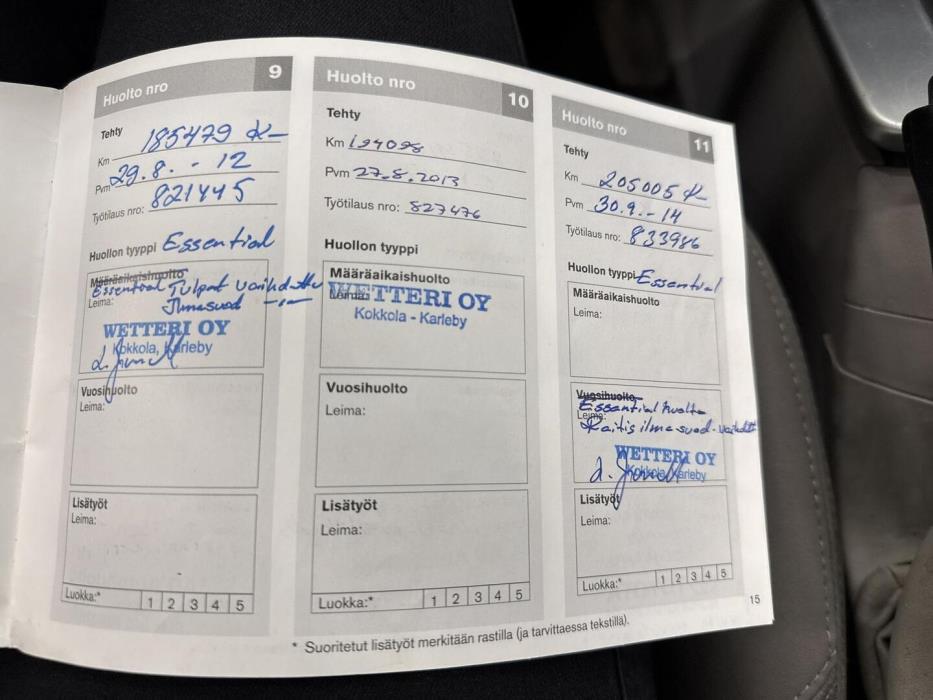 Huolto nro 9
Tehty
Km 185479 K-
Pvm 29.8. - 12
Työtilaus nro: 821445
Huollon tyyppi Essential
Määräaikaishuolto
Essential Tulpat vaihdettu
Leima: Ilmasuod -"-
WETTERI OY
Kokkola, Karleby
Vuosihuolto
Leima:
Lisätyöt
Leima:
Luokka:* 1 2 3 4 5
Huolto nro 10
Tehty
Km 194098
Pvm 27.8.2013
Työtilaus nro: 827476
Huollon tyyppi
Määräaikaishuolto
Leima:
WETTERI OY
Kokkola - Karleby
Vuosihuolto
Leima:
Lisätyöt
Leima:
Luokka:* 1 2 3 4 5
Huolto nro 11
Tehty
Km 205005 K-
Pvm 30.9.-14
Työtilaus nro: 833986
Huollon tyyppi Essential
Määräaikaishuolto
Leima:
Vuosihuolto
Essential huolto
Leima:
Raitisilmasuod. vaihdett
WETTERI OY
Kokkola, Karleby
Lisätyöt
Leima:
Luokka:* 1 2 3 4 5
15
* Suoritetut lisätyöt merkitään rastilla (ja tarvittaessa tekstillä).